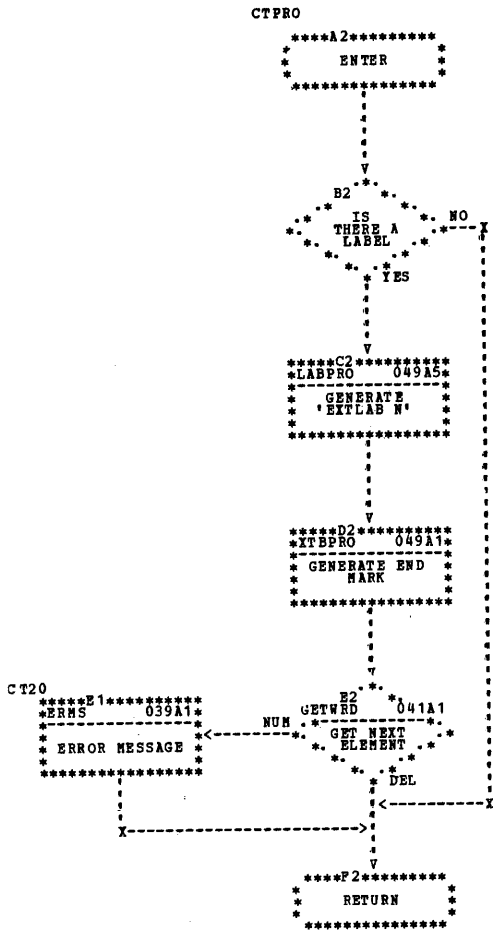 CTPRO
A2
ENTER
B2
IS
THERE A
LABEL
NO
YES
C2
LABPRO 049A5
GENERATE
'EXTLAB N'
D2
XTBPRO 049A1
GENERATE END
MARK
CT20
E1
ERMS 039A1
ERROR MESSAGE
NUM
E2
GETWRD 041A1
GET NEXT
ELEMENT
DEL
F2
RETURN